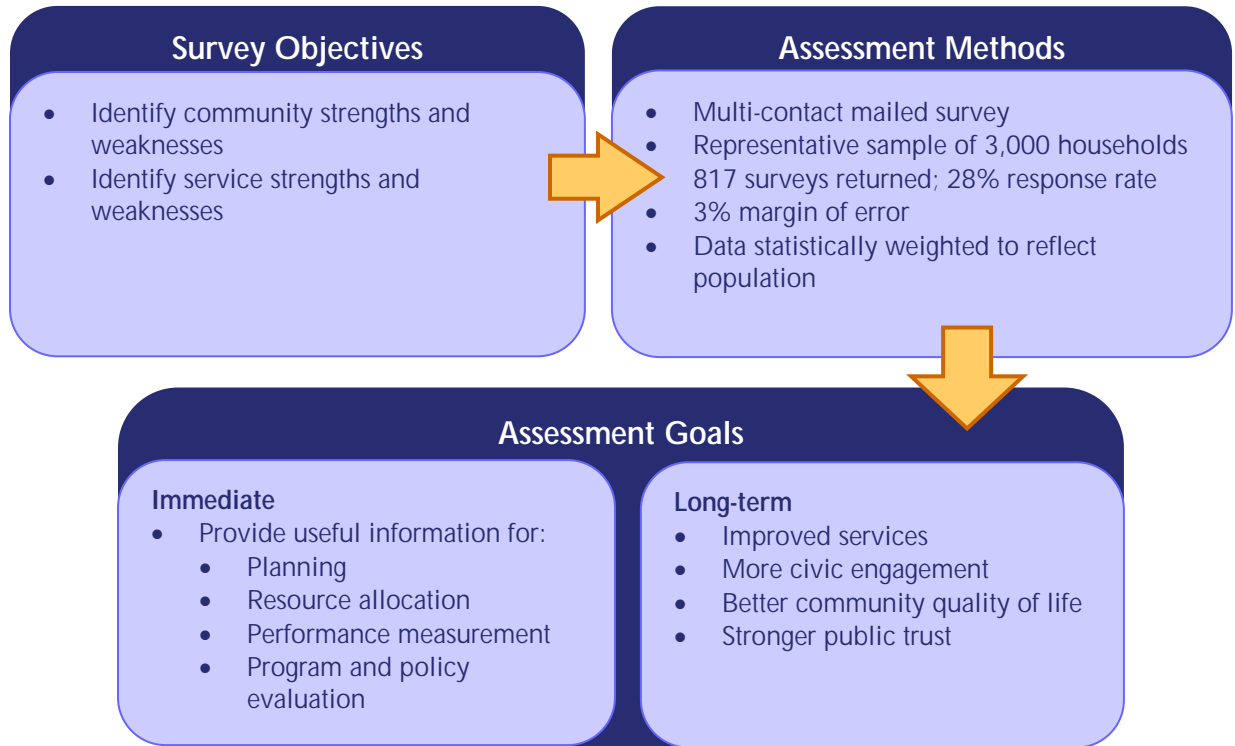 Survey Objectives
• Identify community strengths and
weaknesses
• Identify service strengths and
weaknesses
Assessment Methods
• Multi-contact mailed survey
• Representative sample of 3,000 households
• 817 surveys returned; 28% response rate
• 3% margin of error
• Data statistically weighted to reflect
population
Assessment Goals
Immediate
• Provide useful information for:
• Planning
• Resource allocation
• Performance measurement
• Program and policy
evaluation
Long-term
• Improved services
• More civic engagement
• Better community quality of life
• Stronger public trust